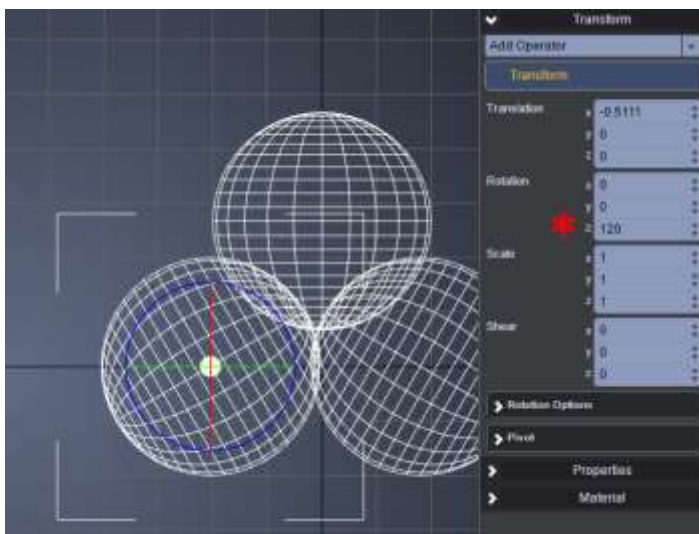 Transform
Add Operator
Transform
Translation x -0.5111
y 0
z 0
Rotation x 0
y 0
* z 120
Scale x 1
y 1
z 1
Shear x 0
y 0
z 0
Rotation Options
Pivot
Properties
Material